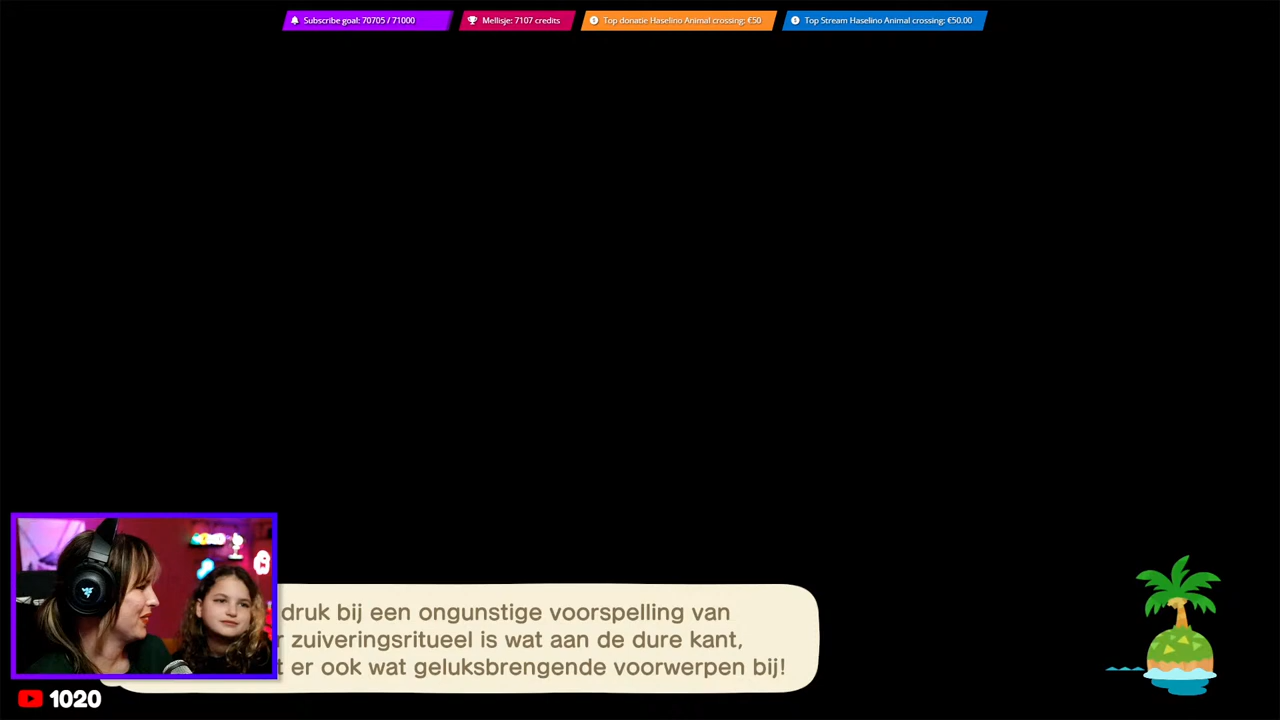 Subscribe goal: 70705 / 71000
Mellisje: 7107 credits
Top donatie Haselino Animal crossing: €50
Top Stream Haselino Animal crossing: €50.00
druk bij een ongunstige voorspelling van
zuiveringsritueel is wat aan de dure kant,
er ook wat geluksbrengende voorwerpen bij!
1020